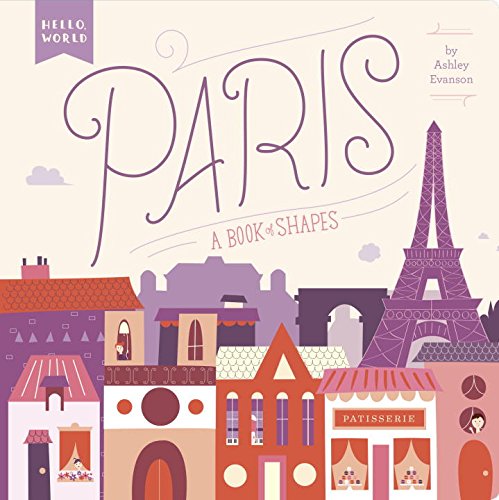 HELLO,
WORLD
by
Ashley
Evanson
PARIS
A BOOK of SHAPES
PATISSERIE